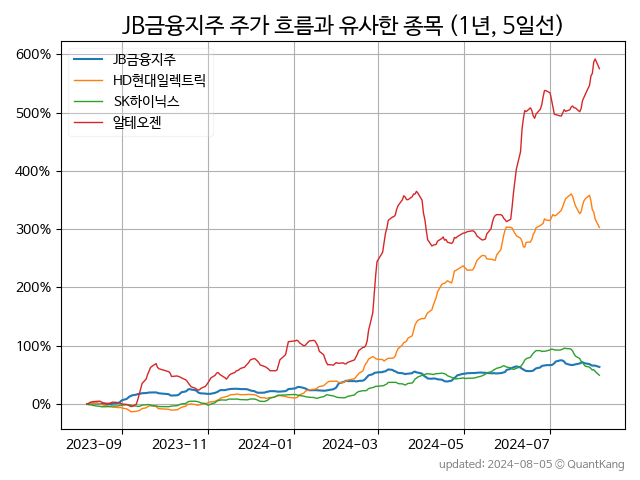 JB금융지주 주가 흐름과 유사한 종목 (1년, 5일선)
600%
500%
400%
300%
200%
100%
0%
JB금융지주
HD현대일렉트릭
SK하이닉스
알테오젠
2023-09
2023-11
2024-01
2024-03
2024-05
2024-07
updated: 2024-08-05 © QuantKang